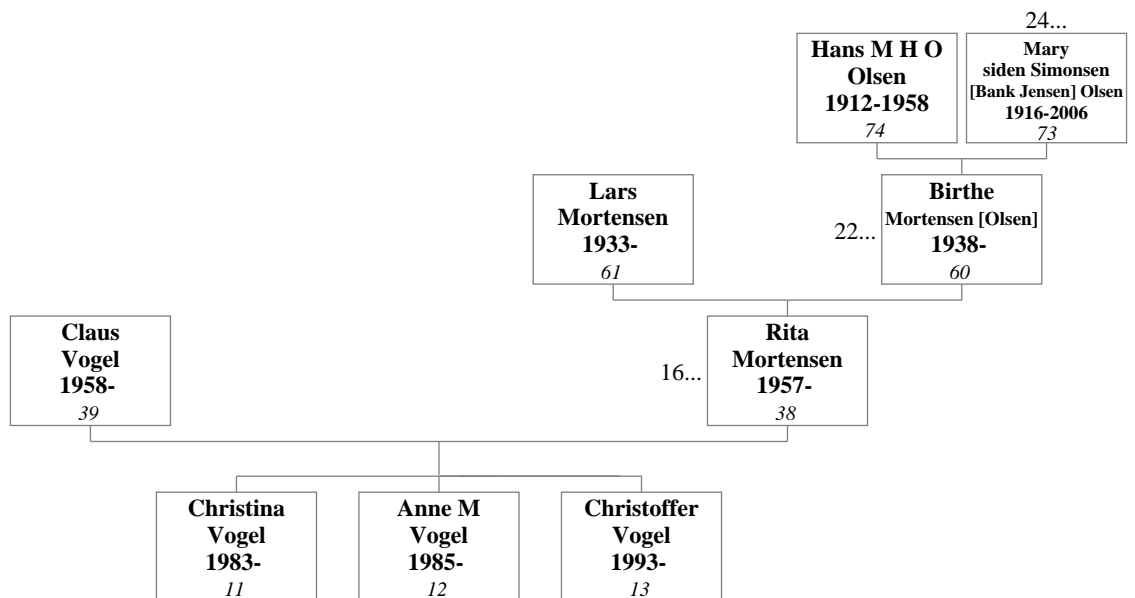 24...
Hans M H O
Olsen
1912-1958
74
Mary
siden Simonsen
[Bank Jensen] Olsen
1916-2006
73
Lars
Mortensen
1933-
61
22...
Birthe
Mortensen [Olsen]
1938-
60
Claus
Vogel
1958-
39
16...
Rita
Mortensen
1957-
38
Christina
Vogel
1983-
11
Anne M
Vogel
1985-
12
Christoffer
Vogel
1993-
13